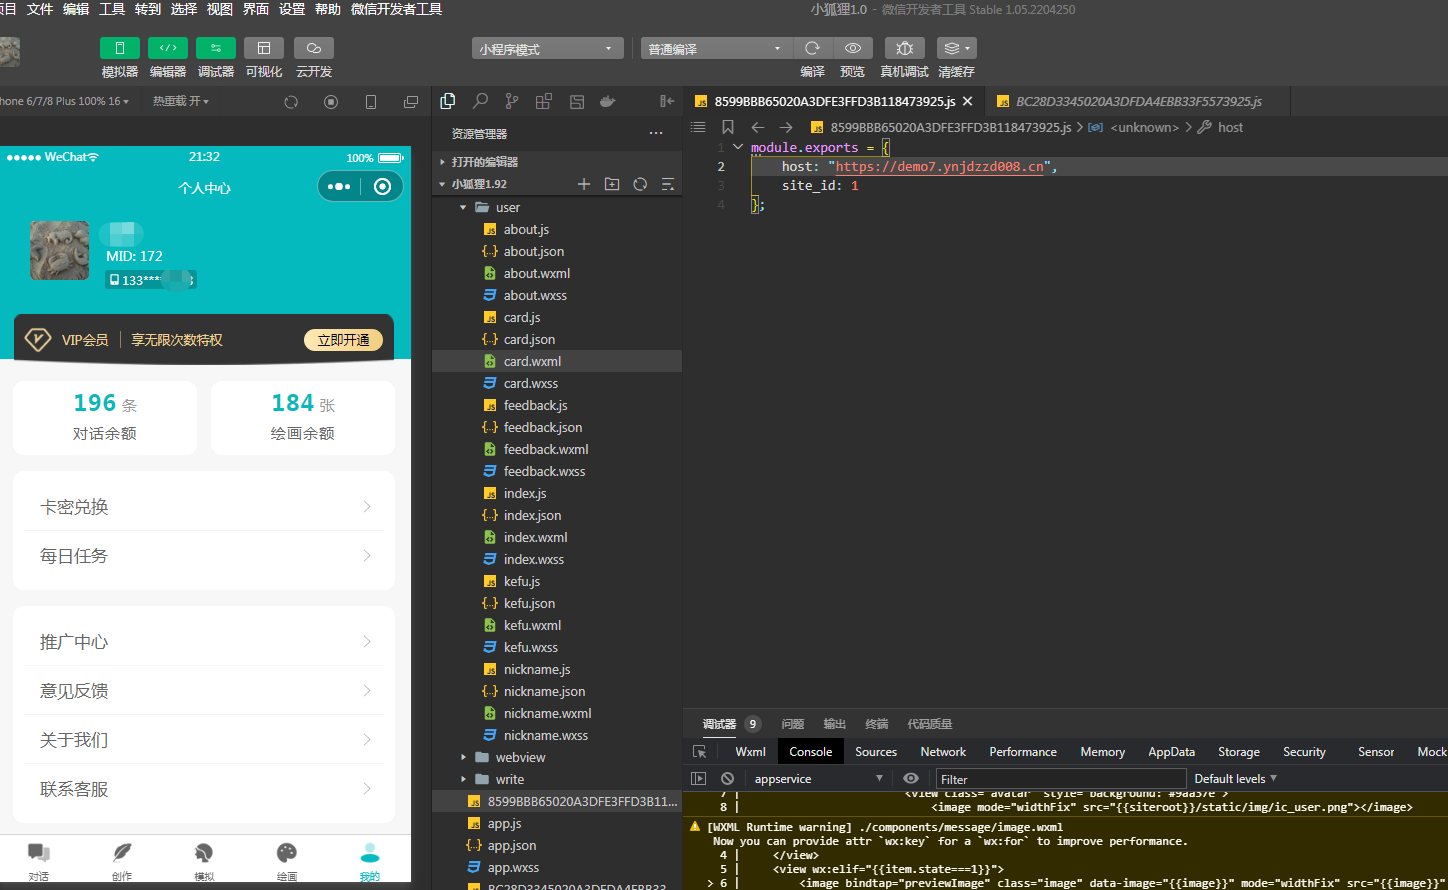 项目 文件 编辑 工具 转到 选择 视图 界面 设置 帮助 微信开发者工具
小狐狸1.0 - 微信开发者工具 Stable 1.05.2204250
小程序模式
普通编译
模拟器 编辑器 调试器 可视化 云开发
编译 预览 真机调试 清缓存
hone 6/7/8 Plus 100% 16
热重载 开
WeChat
21:32
100%
个人中心
MID: 172
133****
VIP会员
享无限次数特权
立即开通
196 条
对话余额
184 张
绘画余额
卡密兑换
每日任务
推广中心
意见反馈
关于我们
联系客服
对话 创作 模拟 绘画 我的
资源管理器
打开的编辑器
小狐狸1.92
user
about.js
about.json
about.wxml
about.wxss
card.js
card.json
card.wxml
card.wxss
feedback.js
feedback.json
feedback.wxml
feedback.wxss
index.js
index.json
index.wxml
index.wxss
kefu.js
kefu.json
kefu.wxml
kefu.wxss
nickname.js
nickname.json
nickname.wxml
nickname.wxss
webview
write
8599BBB65020A3DFE3FFD3B11...
app.js
app.json
app.wxss
BC28D3345020A3DFDA4EBB33
8599BBB65020A3DFE3FFD3B118473925.js
BC28D3345020A3DFDA4EBB33F5573925.js
8599BBB65020A3DFE3FFD3B118473925.js > <unknown> > host
1 module.exports = {
2 host: "https://demo7.ynjdzzd008.cn",
3 site_id: 1
4 };
调试器 9 问题 输出 终端 代码质量
Wxml Console Sources Network Performance Memory AppData Storage Security Sensor Mock
appservice
Filter
Default levels
7 | <view class="avatar" style="background: #9aa37e">
8 | <image mode="widthFix" src="{{siteroot}}/static/img/ic_user.png"></image>
[WXML Runtime warning] ./components/message/image.wxml
Now you can provide attr `wx:key` for a `wx:for` to improve performance.
4 | </view>
5 | <view wx:elif="{{item.state===1}}">
> 6 | <image bindtap="previewImage" class="image" data-image="{{image}}" mode="widthFix" src="{{image}}"